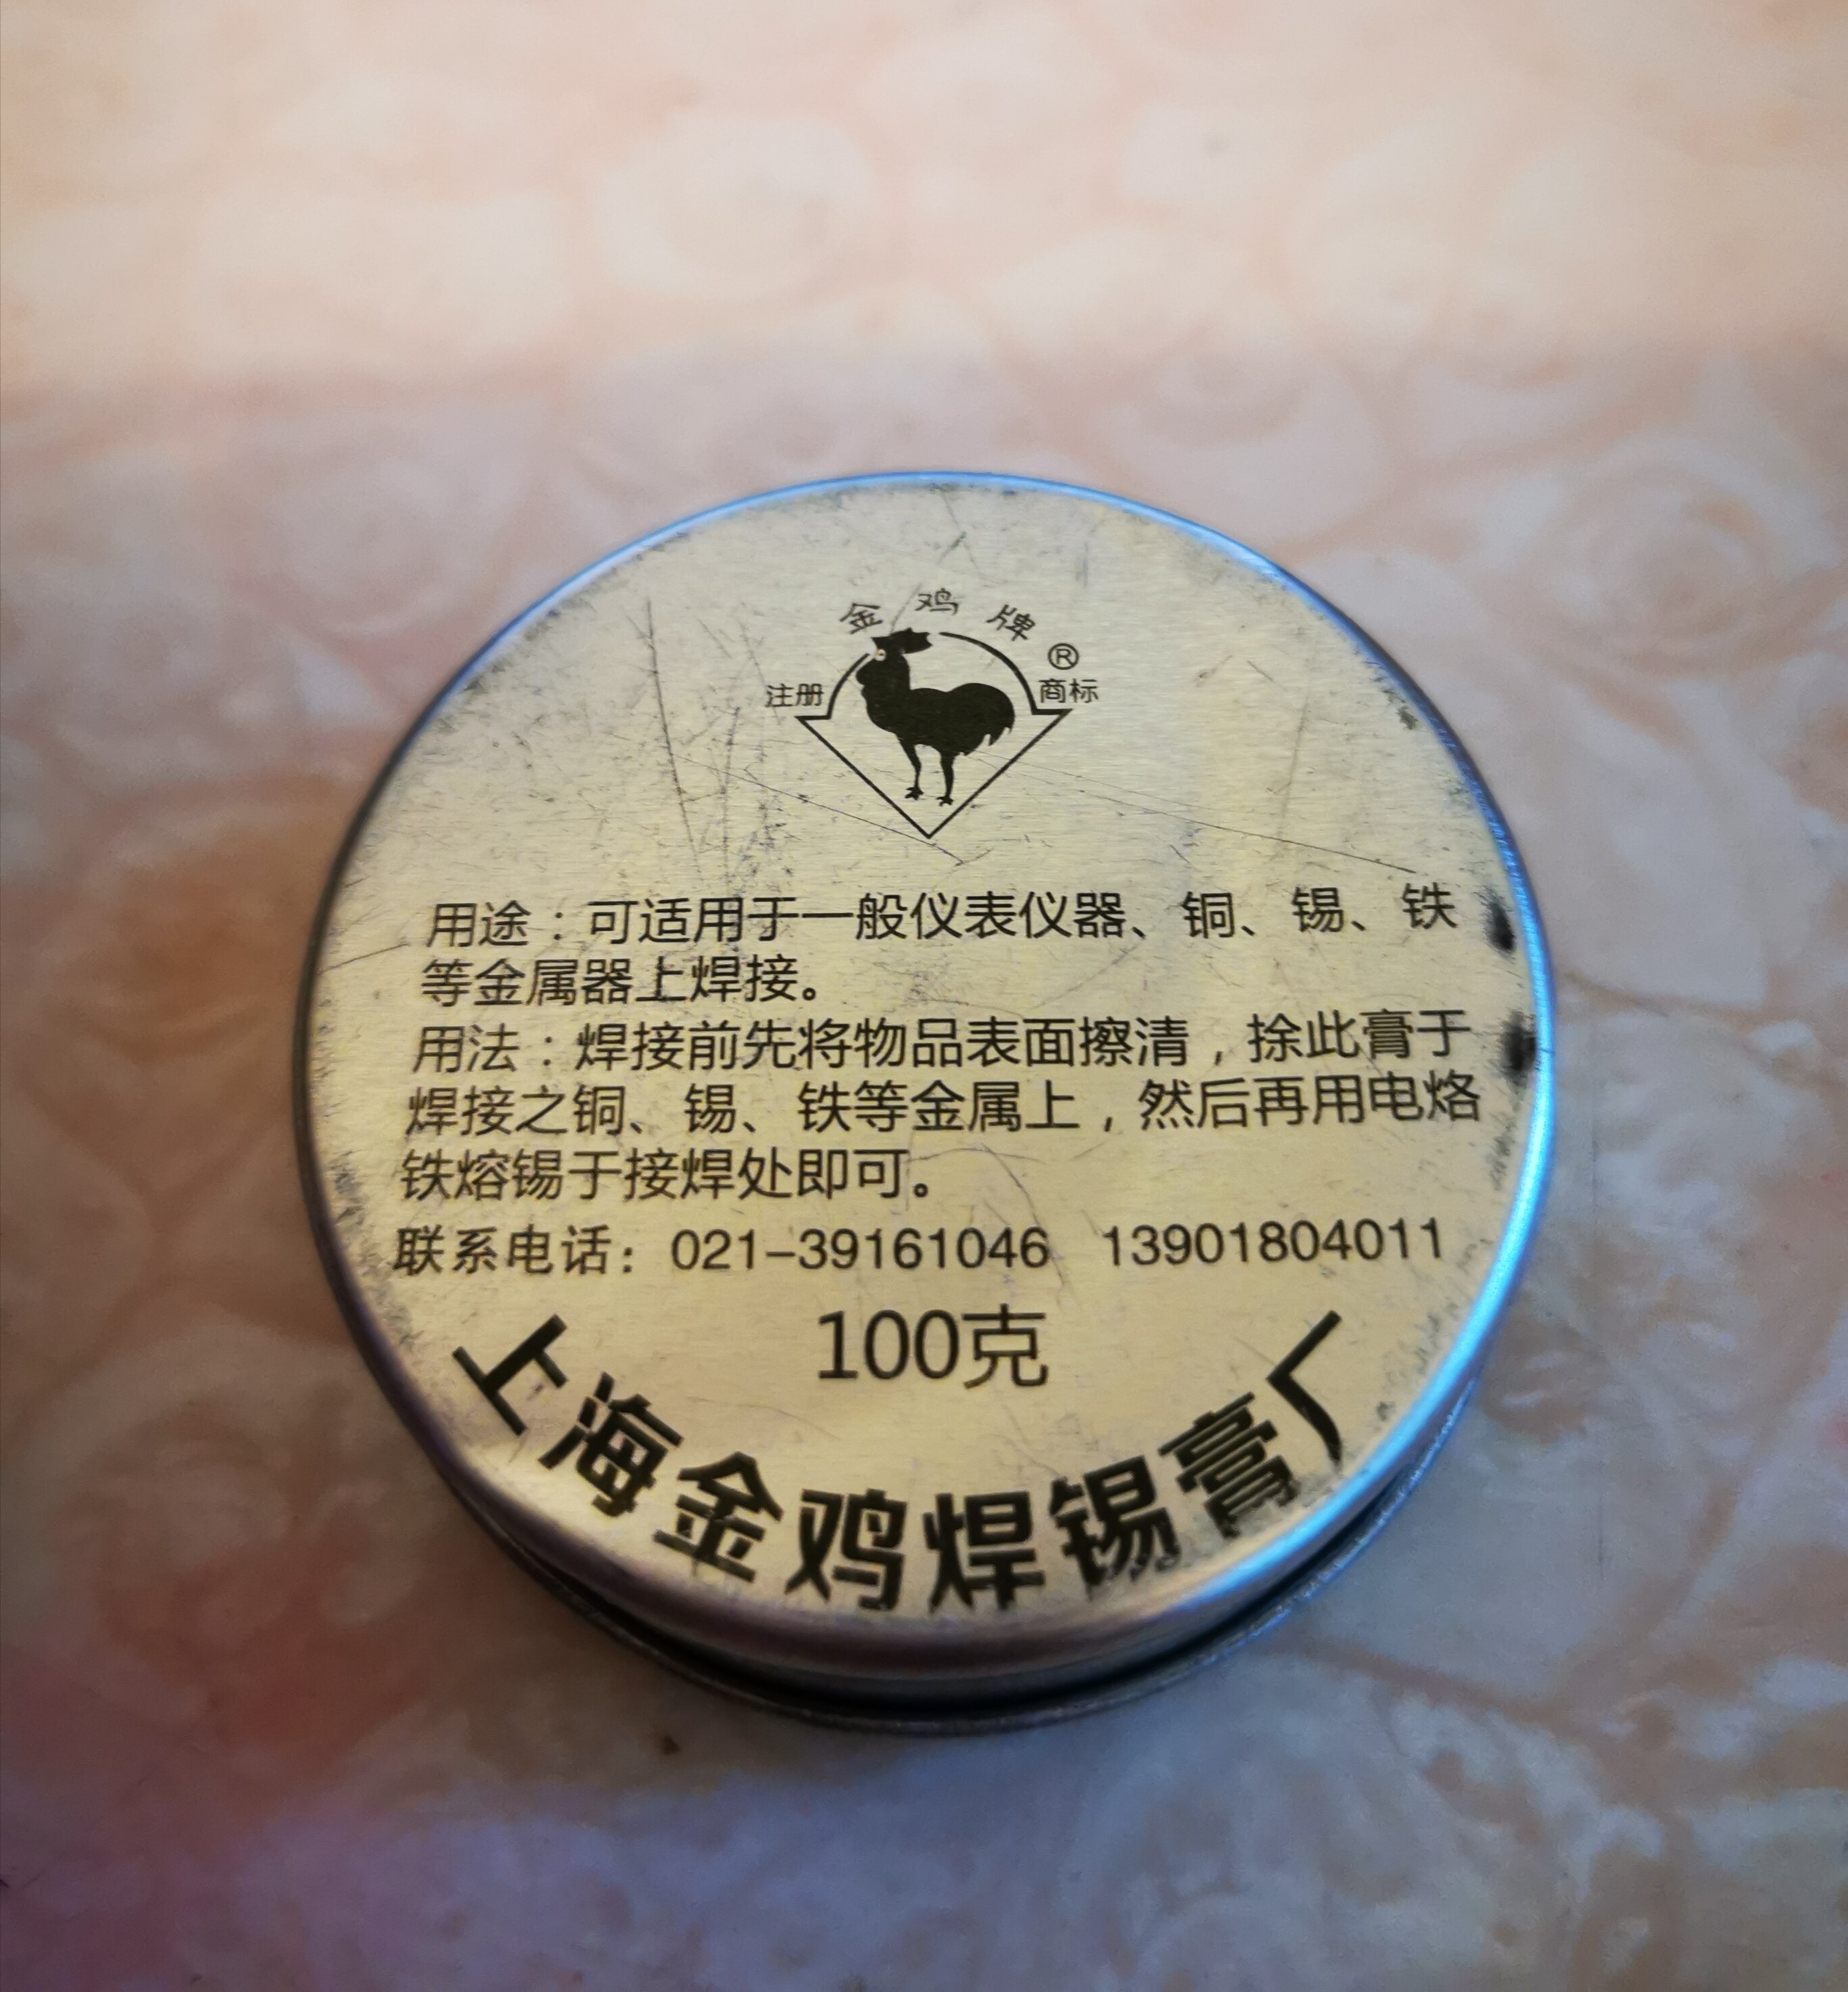 金鸡牌®
注册 商标
用途：可适用于一般仪表仪器、铜、锡、铁
等金属器上焊接。
用法：焊接前先将物品表面擦清，捈此膏于
焊接之铜、锡、铁等金属上，然后再用电烙
铁熔锡于接焊处即可。
联系电话：021-39161046 13901804011
100克
上海金鸡焊锡膏厂